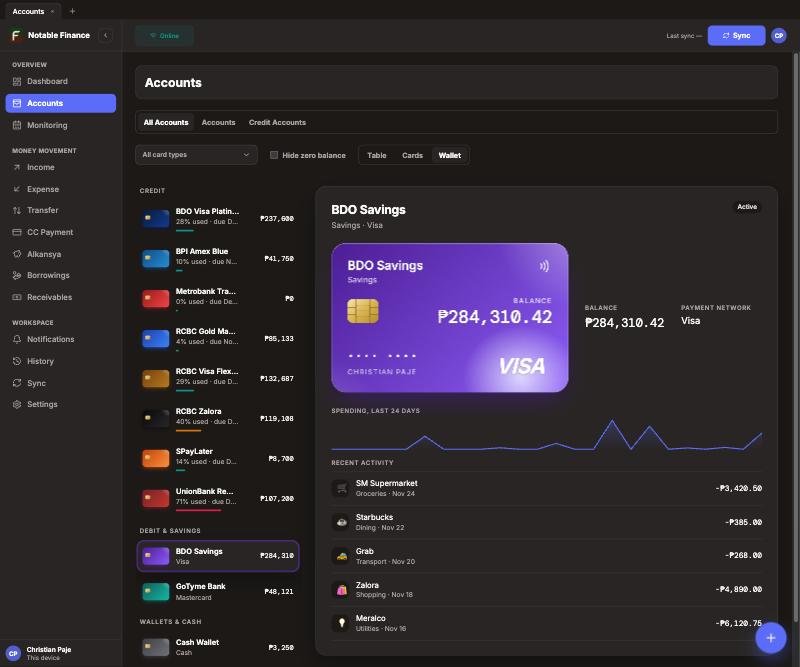 Accounts × +
Notable Finance
Online
Last sync — Sync CP
OVERVIEW
Dashboard
Accounts
Monitoring
MONEY MOVEMENT
Income
Expense
Transfer
CC Payment
Alkansya
Borrowings
Receivables
WORKSPACE
Notifications
History
Sync
Settings
CP Christian Paje
This device
Accounts
All Accounts Accounts Credit Accounts
All card types Hide zero balance Table Cards Wallet
CREDIT
BDO Visa Platin... ₱237,600
28% used · due D...
BPI Amex Blue ₱41,750
10% used · due N...
Metrobank Tra... ₱0
0% used · due De...
RCBC Gold Ma... ₱85,133
4% used · due No...
RCBC Visa Flex... ₱132,687
29% used · due D...
RCBC Zalora ₱119,108
40% used · due D...
SPayLater ₱8,700
14% used · due D...
UnionBank Re... ₱107,200
71% used · due D...
DEBIT & SAVINGS
BDO Savings ₱284,310
Visa
GoTyme Bank ₱48,121
Mastercard
WALLETS & CASH
Cash Wallet ₱3,250
Cash
BDO Savings Active
Savings · Visa
BDO Savings
Savings
BALANCE
₱284,310.42
•••• ••••
CHRISTIAN PAJE
VISA
BALANCE
₱284,310.42
PAYMENT NETWORK
Visa
SPENDING, LAST 24 DAYS
RECENT ACTIVITY
SM Supermarket -₱3,420.50
Groceries · Nov 24
Starbucks -₱385.00
Dining · Nov 22
Grab -₱268.00
Transport · Nov 20
Zalora -₱4,890.00
Shopping · Nov 18
Meralco -₱6,120.75
Utilities · Nov 16
+